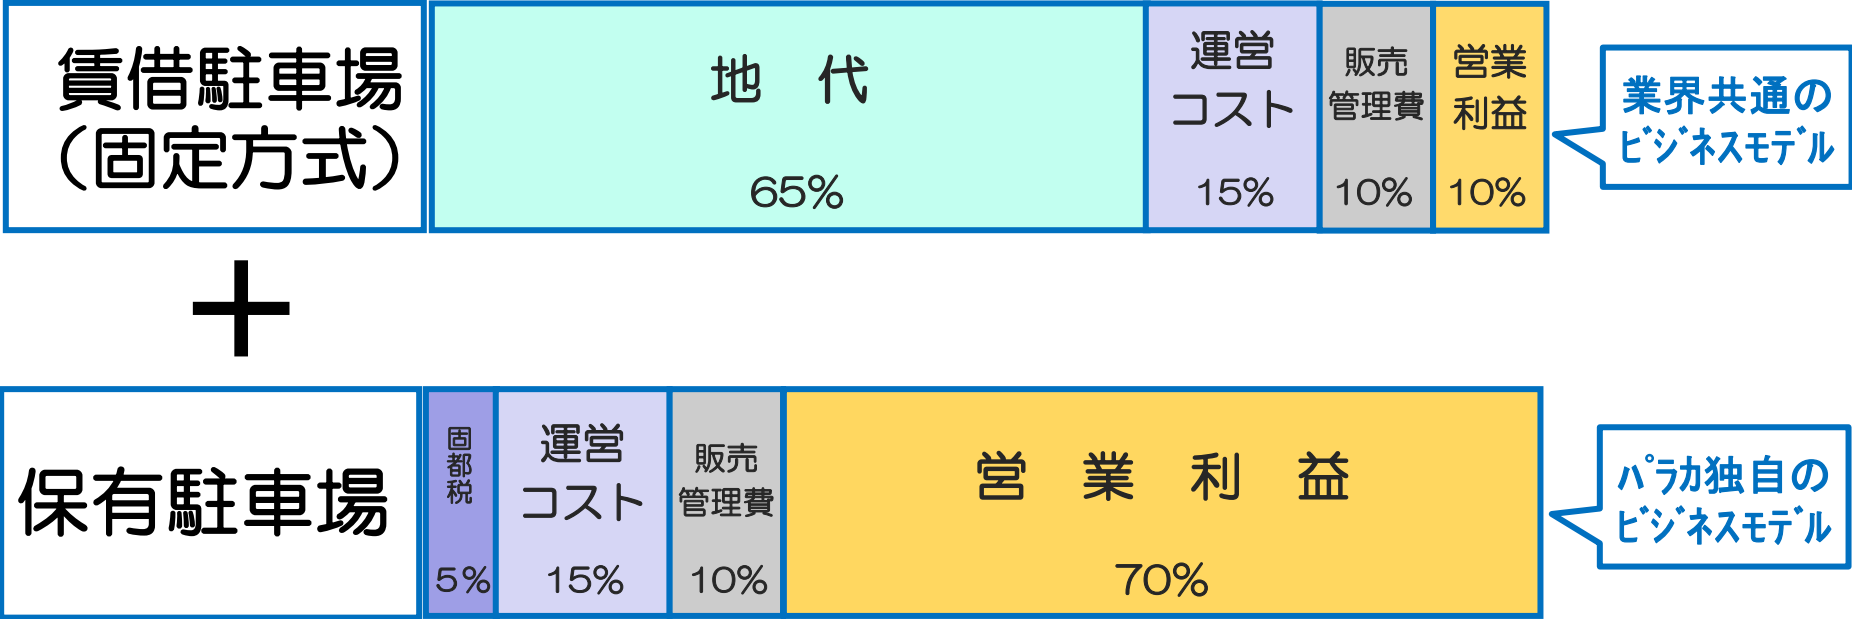 賃借駐車場
（固定方式）
地　代
65%
運営
コスト
15%
販売
管理費
10%
営業
利益
10%
業界共通の
ビジネスモデル
＋
保有駐車場
固
都
税
5%
運営
コスト
15%
販売
管理費
10%
営　業　利　益
70%
パラカ独自の
ビジネスモデル